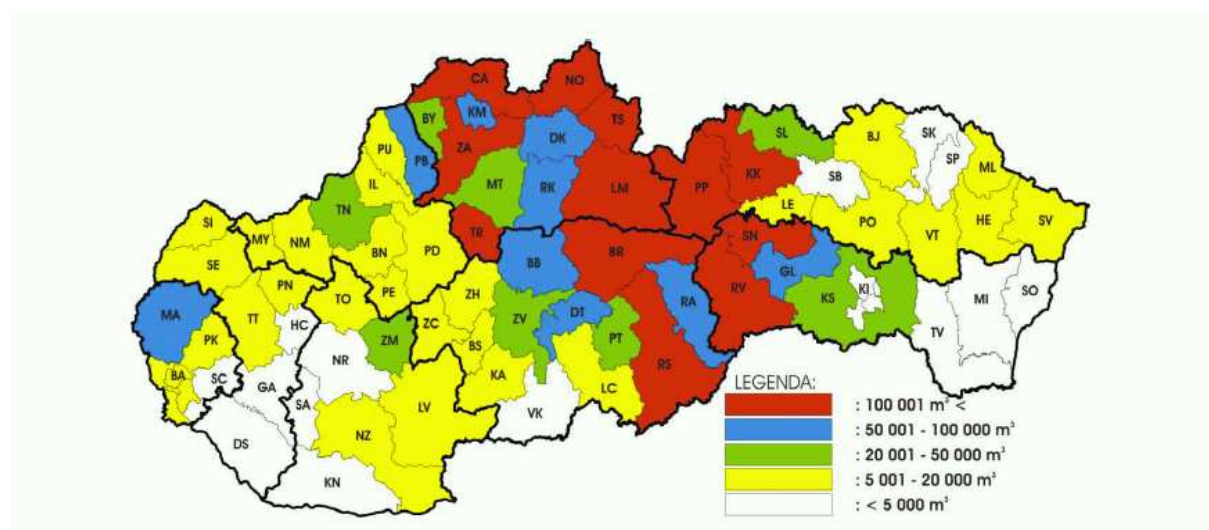 CA
NO
BY
KM
TS
PU
PB
ZA
DK
SL
BJ
SK
IL
MT
RK
LM
PP
KK
SB
SP
ML
TN
LE
PO
VT
HE
SV
SI
MY
NM
BN
PD
TR
BB
BR
SN
SE
PN
TO
PE
ZH
RA
RV
GL
KS
KI
MI
SO
MA
TT
HC
ZM
ZC
ZV
DT
PT
TV
PK
NR
BS
RS
BA
SC
GA
SA
LV
KA
VK
LC
DS
NZ
KN
LEGENDA:
: 100 001 m³ <
: 50 001 - 100 000 m³
: 20 001 - 50 000 m³
: 5 001 - 20 000 m³
: < 5 000 m³